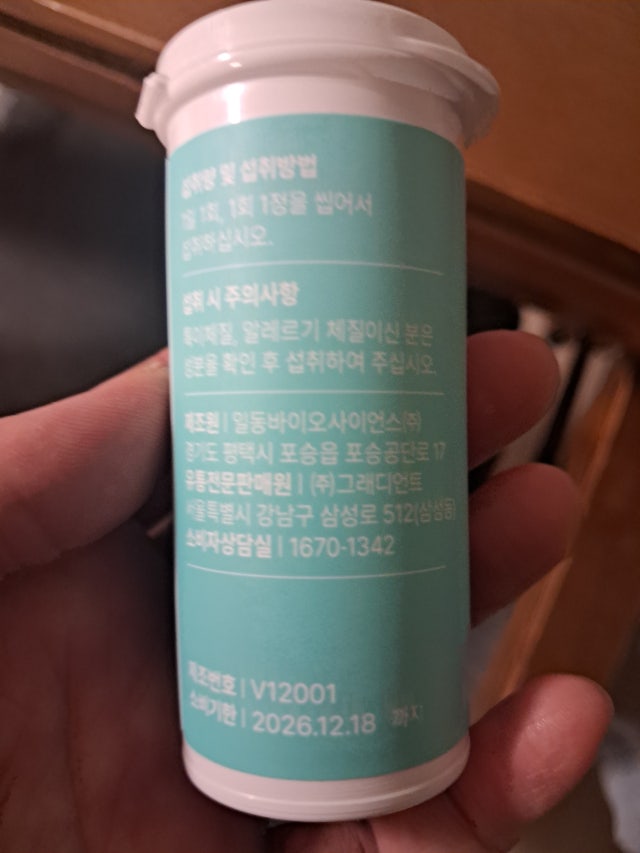 섭취량 및 섭취방법
1일 1회, 1회 1정을 씹어서
섭취하십시오.
섭취 시 주의사항
특이체질, 알레르기 체질이신 분은
성분을 확인 후 섭취하여 주십시오.
제조원 | 일동바이오사이언스(주)
경기도 평택시 포승읍 포승공단로 17
유통전문판매원 | (주)그래디언트
서울특별시 강남구 삼성로 512(삼성동)
소비자상담실 | 1670-1342
제조번호 | V12001
소비기한 | 2026.12.18 까지